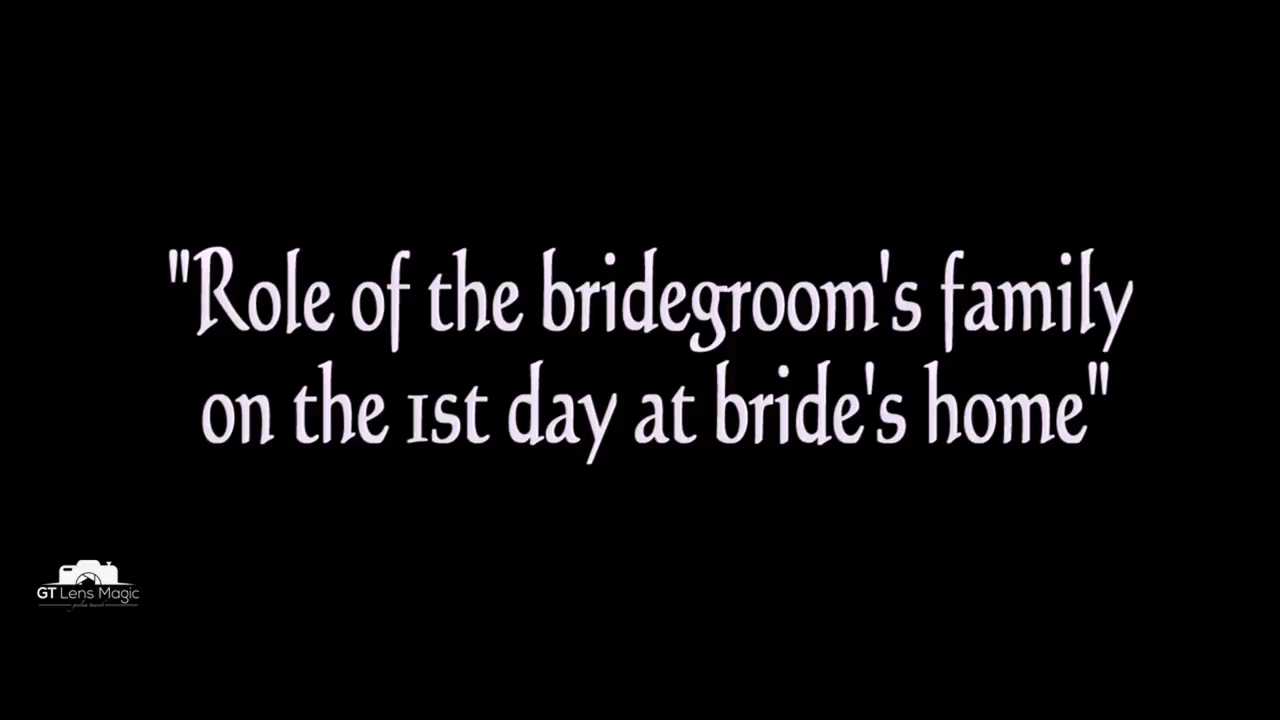 "Role of the bridegroom's family
on the 1st day at bride's home"
GT Lens Magic